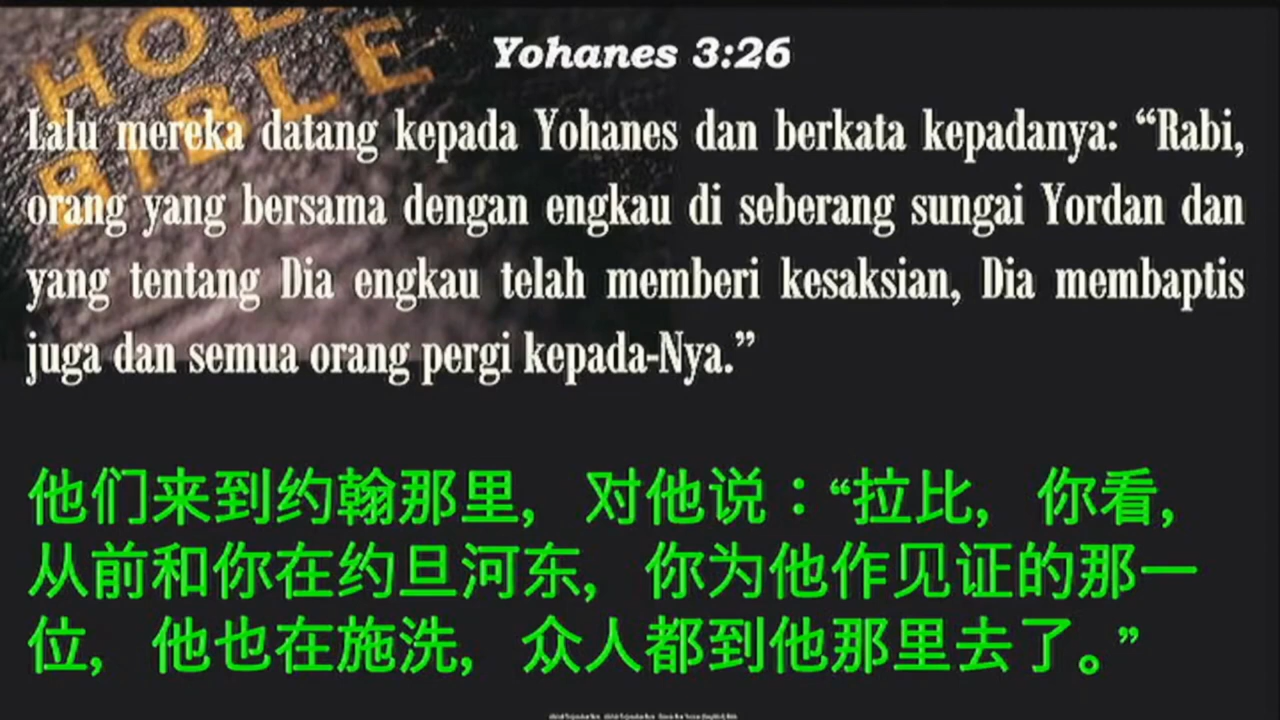 HOL
BIBLE
Yohanes 3:26
Lalu mereka datang kepada Yohanes dan berkata kepadanya: “Rabi,
orang yang bersama dengan engkau di seberang sungai Yordan dan
yang tentang Dia engkau telah memberi kesaksian, Dia membaptis
juga dan semua orang pergi kepada-Nya.”
他们来到约翰那里, 对他说：“拉比, 你看,
从前和你在约旦河东, 你为他作见证的那一
位, 他也在施洗, 众人都到他那里去了。”